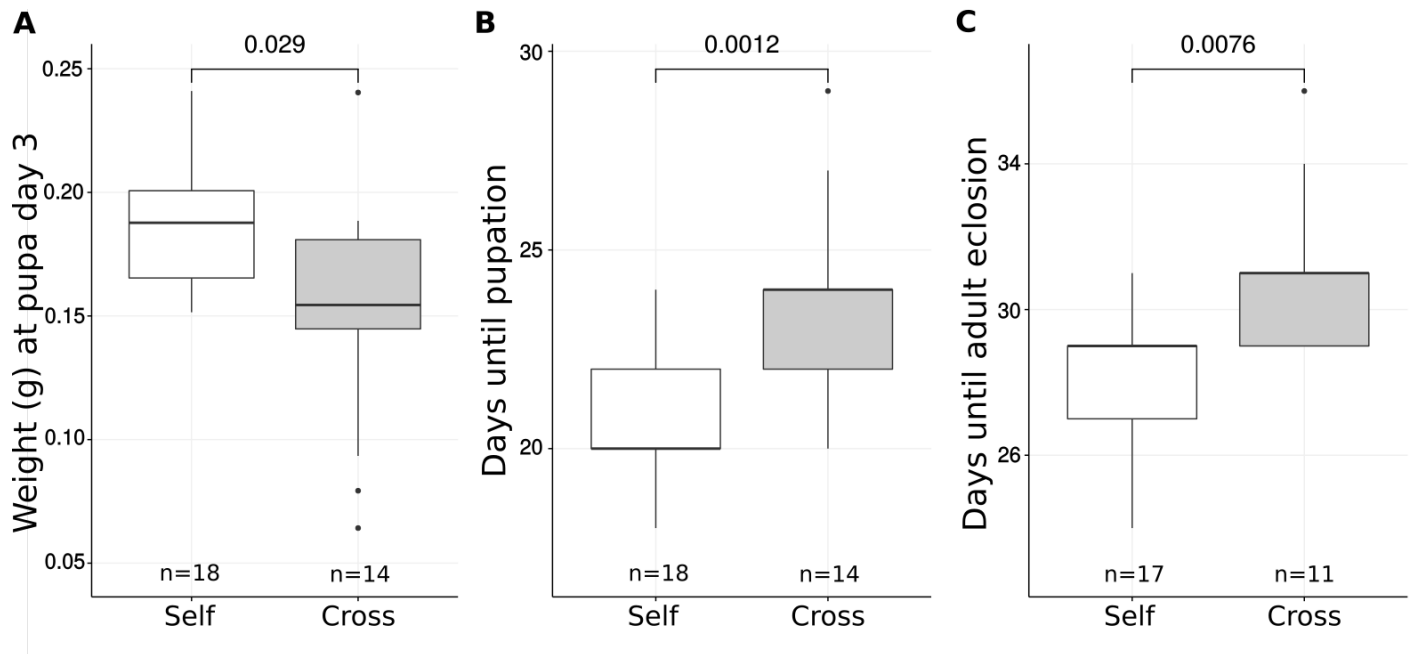 A
0.029
0.25
0.20
0.15
0.10
0.05
Weight (g) at pupa day 3
n=18
n=14
Self
Cross
B
0.0012
30
25
20
Days until pupation
n=18
n=14
Self
Cross
C
0.0076
34
30
26
Days until adult eclosion
n=17
n=11
Self
Cross